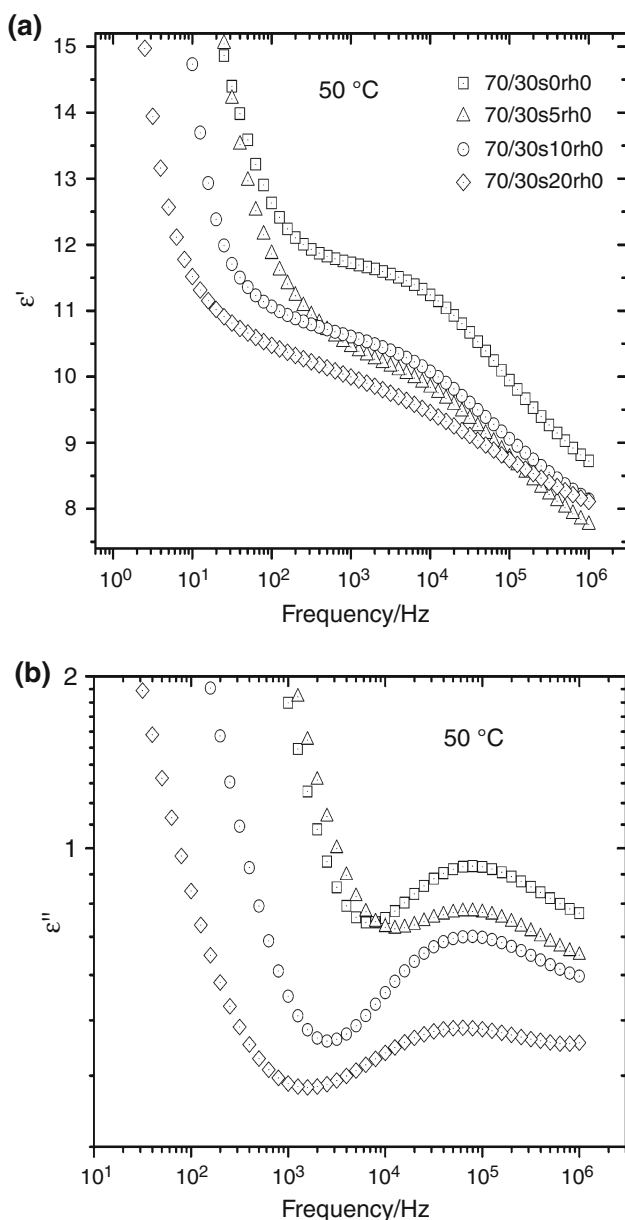 (a)
15
14
13
12
11
10
9
8
ε'
50 °C
70/30s0rh0
70/30s5rh0
70/30s10rh0
70/30s20rh0
10⁰ 10¹ 10² 10³ 10⁴ 10⁵ 10⁶
Frequency/Hz
(b)
2
1
ε''
50 °C
10¹ 10² 10³ 10⁴ 10⁵ 10⁶
Frequency/Hz